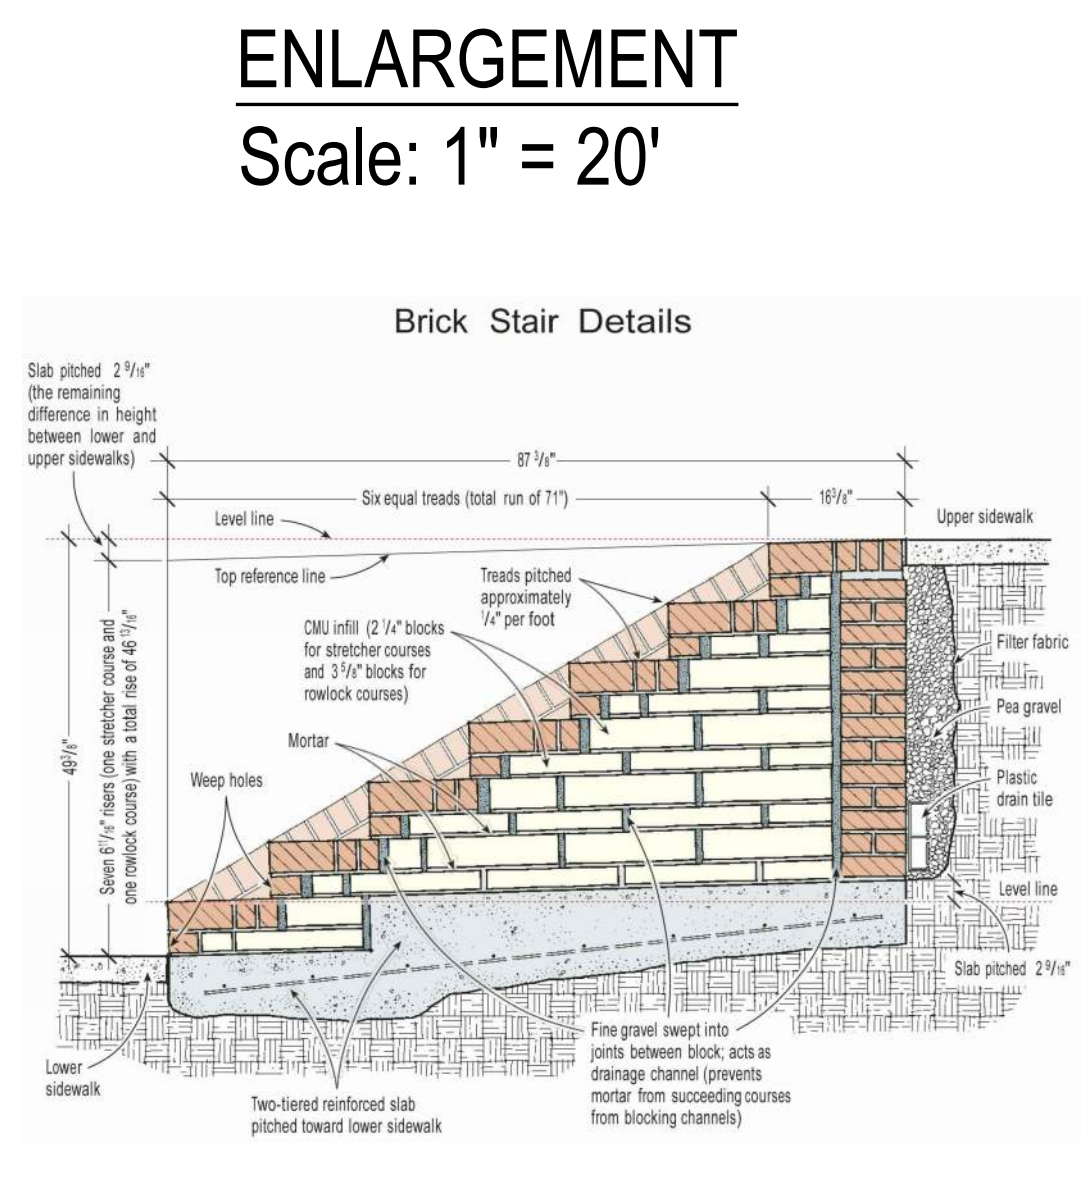 ENLARGEMENT
Scale: 1" = 20'
Brick Stair Details
Slab pitched 2 9/16"
(the remaining
difference in height
between lower and
upper sidewalks)
87 3/8"
Six equal treads (total run of 71")
16 3/8"
Level line
Upper sidewalk
Top reference line
Treads pitched
approximately
1/4" per foot
CMU infill (2 1/4" blocks
for stretcher courses
and 3 5/8" blocks for
rowlock courses)
Filter fabric
Pea gravel
Mortar
49 3/8"
Seven 6 11/16" risers (one stretcher course and
one rowlock course) with a total rise of 46 13/16"
Weep holes
Plastic
drain tile
Level line
Slab pitched 2 9/16"
Lower
sidewalk
Fine gravel swept into
joints between block; acts as
drainage channel (prevents
mortar from succeeding courses
from blocking channels)
Two-tiered reinforced slab
pitched toward lower sidewalk